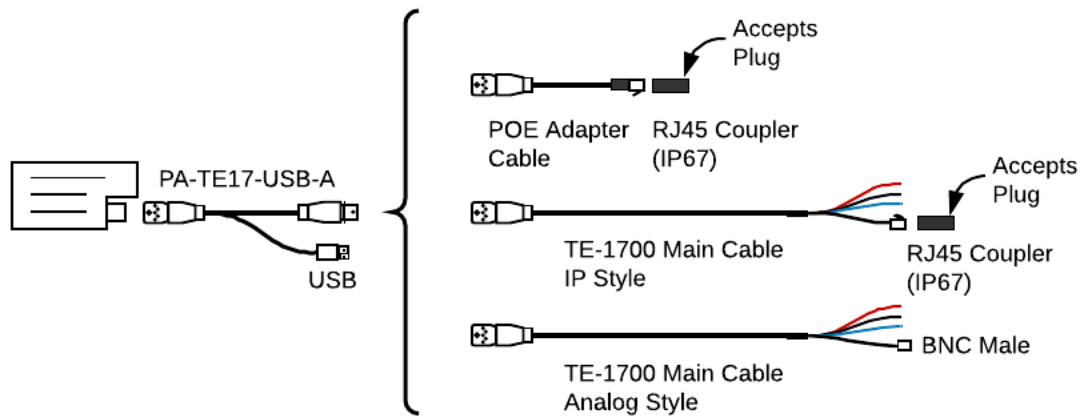 Accepts
Plug
POE Adapter
Cable
RJ45 Coupler
(IP67)
PA-TE17-USB-A
USB
Accepts
Plug
TE-1700 Main Cable
IP Style
RJ45 Coupler
(IP67)
BNC Male
TE-1700 Main Cable
Analog Style